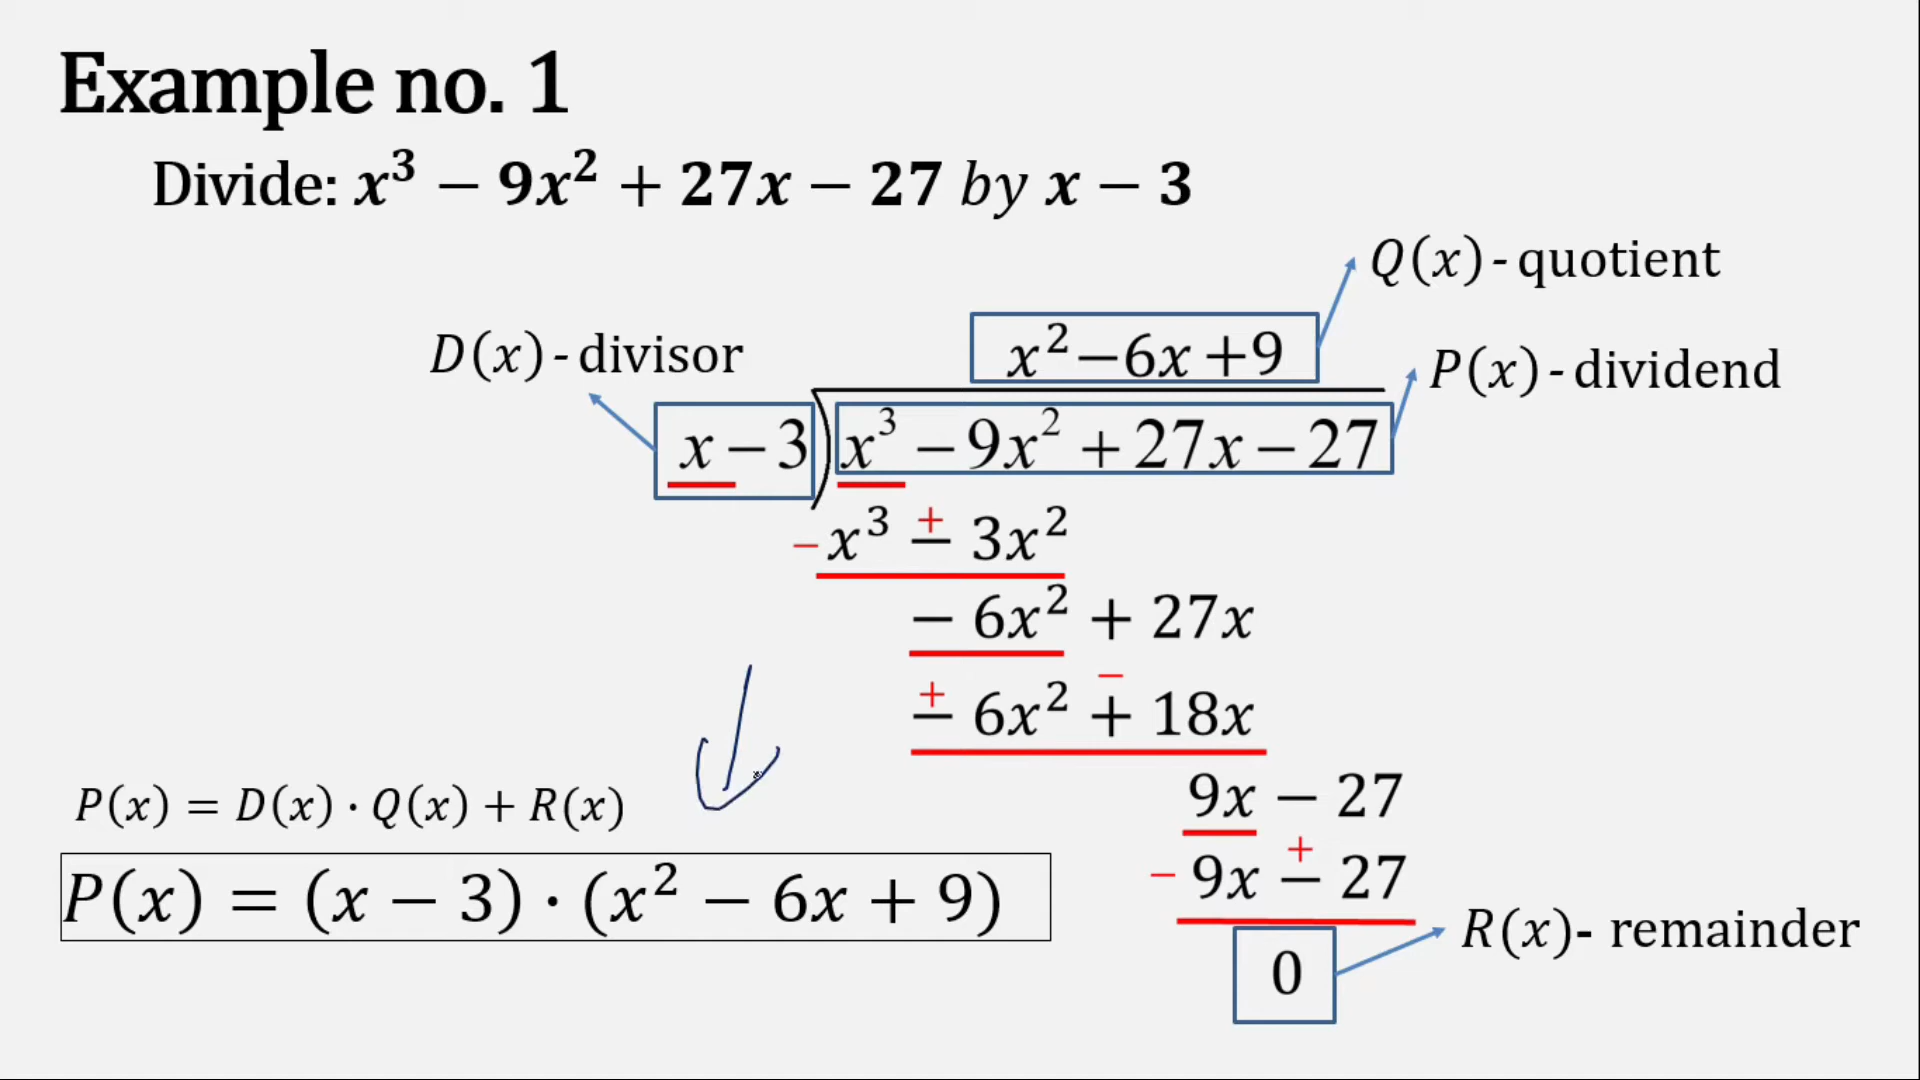 Example no. 1
Divide: x³ − 9x² + 27x − 27 by x − 3
Q(x) - quotient
D(x) - divisor
x² −6x +9
P(x) - dividend
x − 3
x³ − 9x² + 27x − 27
− x³ + − 3x²
− 6x² + 27x
+ − 6x² − + 18x
9x − 27
P(x) = D(x) · Q(x) + R(x)
− 9x + − 27
P(x) = (x − 3) · (x² − 6x + 9)
R(x)- remainder
0